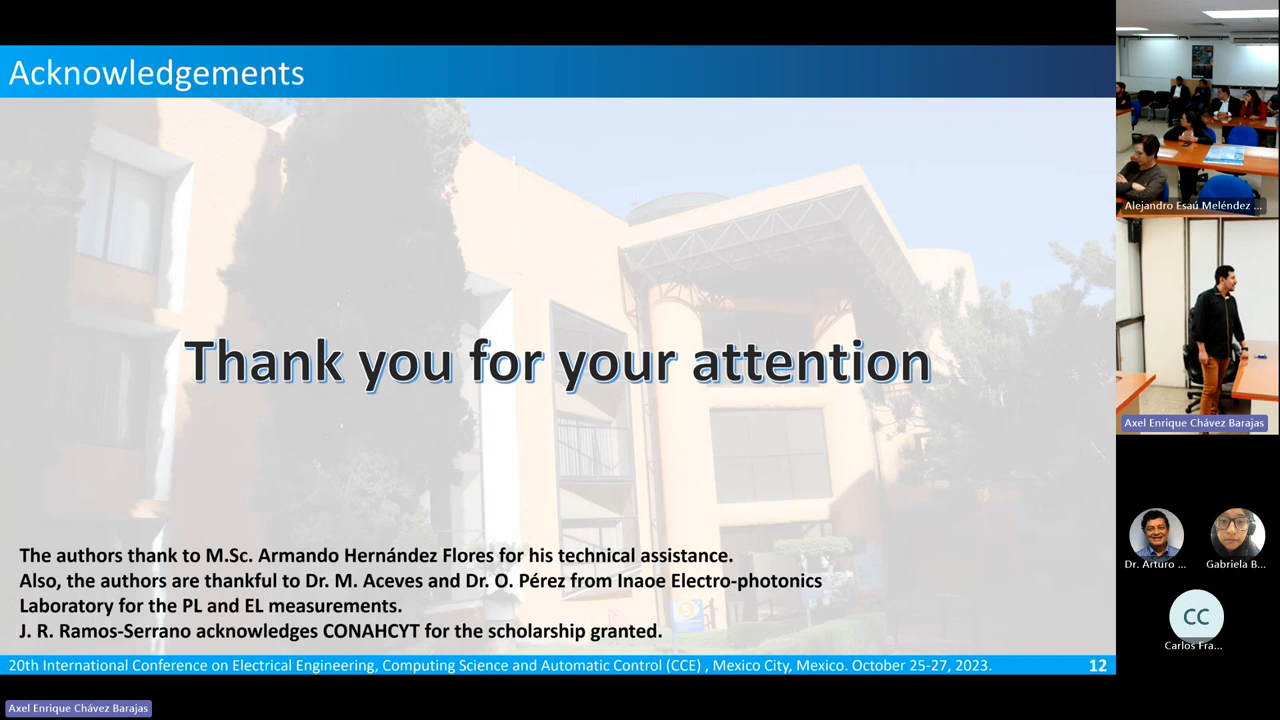 Acknowledgements
Thank you for your attention
The authors thank to M.Sc. Armando Hernández Flores for his technical assistance.
Also, the authors are thankful to Dr. M. Aceves and Dr. O. Pérez from Inaoe Electro-photonics
Laboratory for the PL and EL measurements.
J. R. Ramos-Serrano acknowledges CONAHCYT for the scholarship granted.
20th International Conference on Electrical Engineering, Computing Science and Automatic Control (CCE) , Mexico City, Mexico. October 25-27, 2023.
12
Alejandro Esaú Meléndez ...
Axel Enrique Chávez Barajas
Dr. Arturo ...
Gabriela B...
CC
Carlos Fra...
Axel Enrique Chávez Barajas